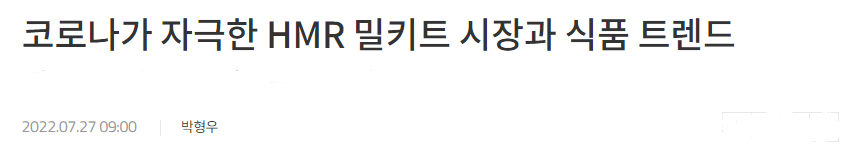 코로나가 자극한 HMR 밀키트 시장과 식품 트렌드
2022.07.27 09:00 박형우